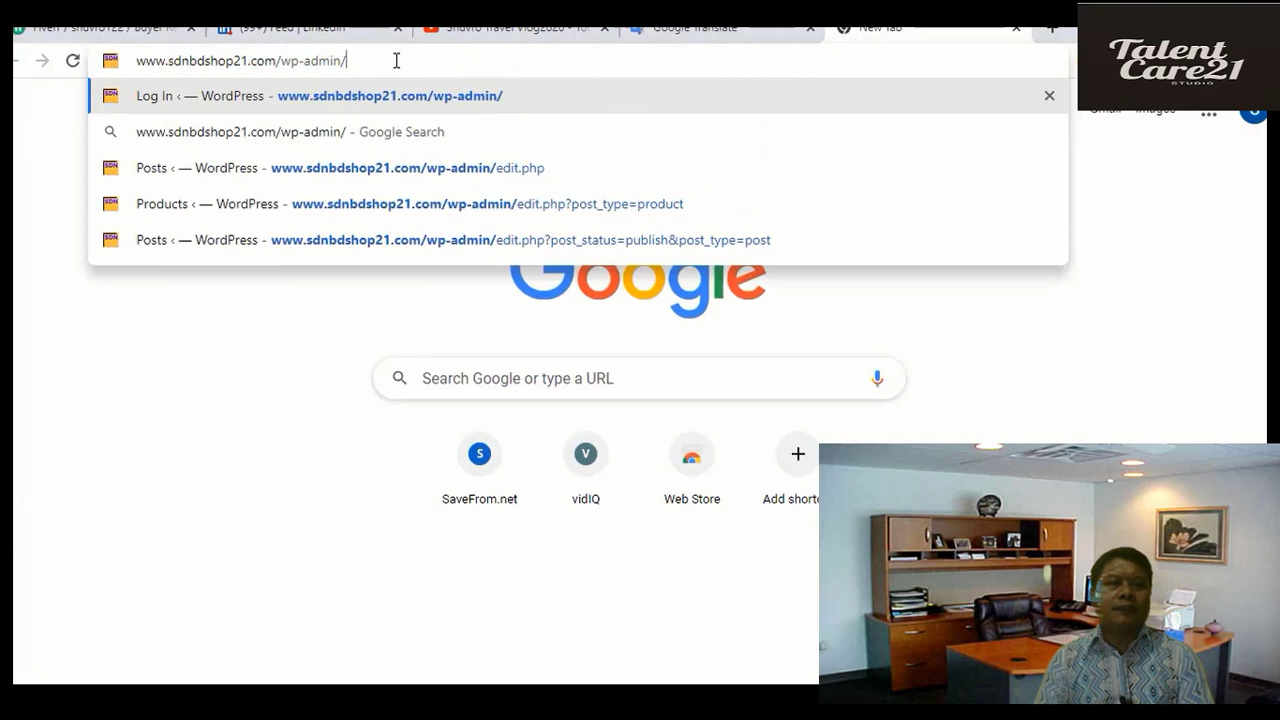 Fiverr / shuvro122 / Buyer Re
(99+) Feed | LinkedIn
Shuvro Travel Vlog2020 - Yo
Google Translate
New Tab
Talent
Care21
STUDIO
www.sdnbdshop21.com/wp-admin/
Log In ‹ — WordPress - www.sdnbdshop21.com/wp-admin/
www.sdnbdshop21.com/wp-admin/ - Google Search
Gmail Images
Posts ‹ — WordPress - www.sdnbdshop21.com/wp-admin/edit.php
Products ‹ — WordPress - www.sdnbdshop21.com/wp-admin/edit.php?post_type=product
Posts ‹ — WordPress - www.sdnbdshop21.com/wp-admin/edit.php?post_status=publish&post_type=post
Google
Search Google or type a URL
S
V
SaveFrom.net
vidIQ
Web Store
Add shortc